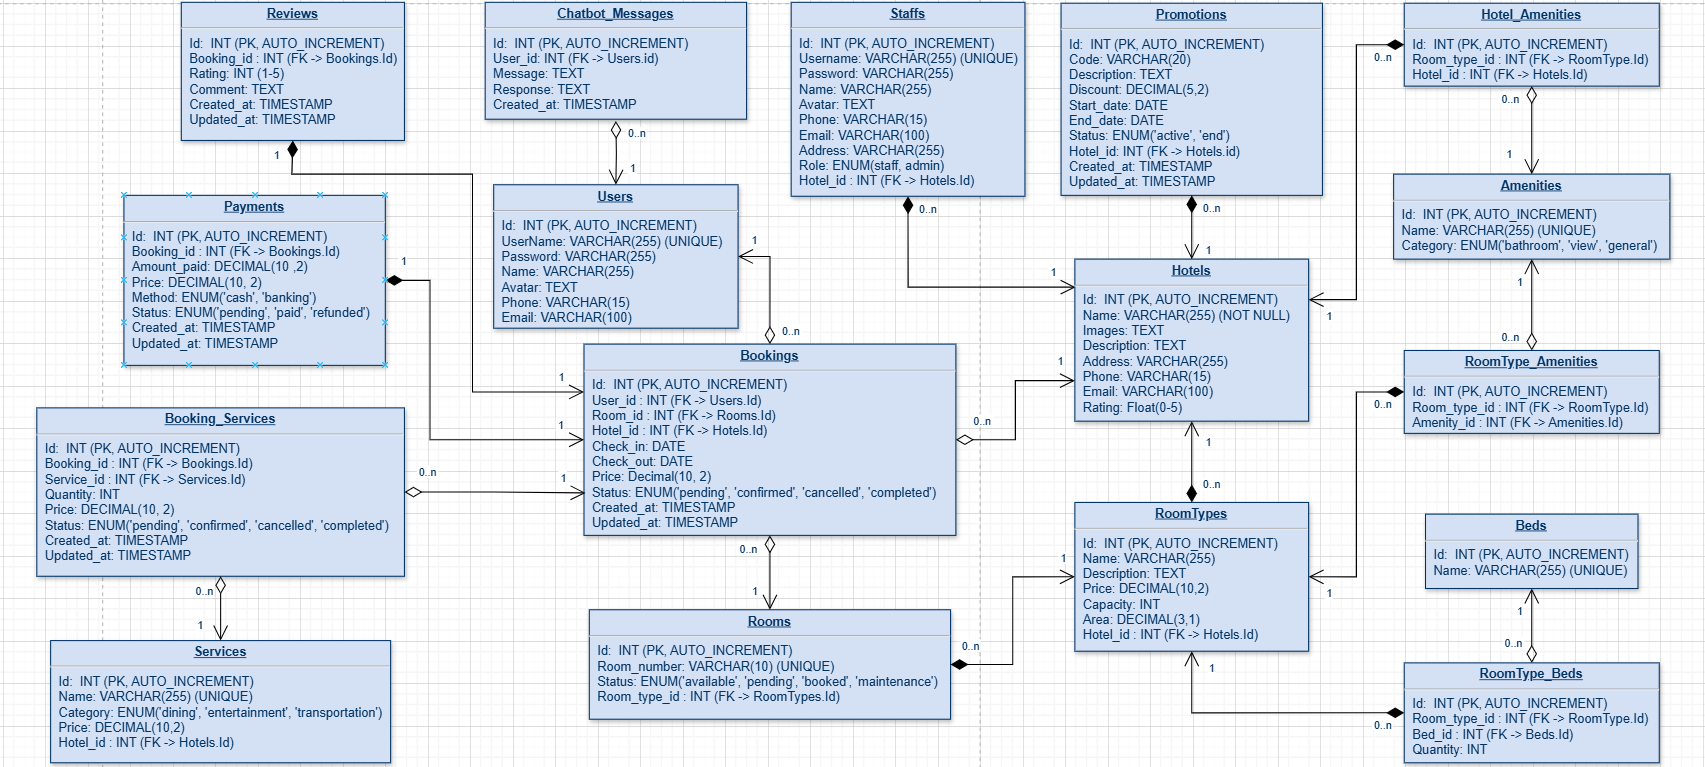 Reviews
Id: INT (PK, AUTO_INCREMENT)
Booking_id : INT (FK -> Bookings.Id)
Rating: INT (1-5)
Comment: TEXT
Created_at: TIMESTAMP
Updated_at: TIMESTAMP
1
1
Chatbot_Messages
Id: INT (PK, AUTO_INCREMENT)
User_id: INT (FK -> Users.id)
Message: TEXT
Response: TEXT
Created_at: TIMESTAMP
0..n
1
Staffs
Id: INT (PK, AUTO_INCREMENT)
Username: VARCHAR(255) (UNIQUE)
Password: VARCHAR(255)
Name: VARCHAR(255)
Avatar: TEXT
Phone: VARCHAR(15)
Email: VARCHAR(100)
Address: VARCHAR(255)
Role: ENUM(staff, admin)
Hotel_id : INT (FK -> Hotels.Id)
0..n
1
Promotions
Id: INT (PK, AUTO_INCREMENT)
Code: VARCHAR(20)
Description: TEXT
Discount: DECIMAL(5,2)
Start_date: DATE
End_date: DATE
Status: ENUM('active', 'end')
Hotel_id: INT (FK -> Hotels.id)
Created_at: TIMESTAMP
Updated_at: TIMESTAMP
0..n
1
Hotel_Amenities
Id: INT (PK, AUTO_INCREMENT)
Room_type_id : INT (FK -> RoomType.Id)
Hotel_id : INT (FK -> Hotels.Id)
0..n
1
0..n
1
Payments
Id: INT (PK, AUTO_INCREMENT)
Booking_id : INT (FK -> Bookings.Id)
Amount_paid: DECIMAL(10 ,2)
Price: DECIMAL(10, 2)
Method: ENUM('cash', 'banking')
Status: ENUM('pending', 'paid', 'refunded')
Created_at: TIMESTAMP
Updated_at: TIMESTAMP
1
1
Users
Id: INT (PK, AUTO_INCREMENT)
UserName: VARCHAR(255) (UNIQUE)
Password: VARCHAR(255)
Name: VARCHAR(255)
Avatar: TEXT
Phone: VARCHAR(15)
Email: VARCHAR(100)
1
0..n
Amenities
Id: INT (PK, AUTO_INCREMENT)
Name: VARCHAR(255) (UNIQUE)
Category: ENUM('bathroom', 'view', 'general')
1
0..n
Hotels
Id: INT (PK, AUTO_INCREMENT)
Name: VARCHAR(255) (NOT NULL)
Images: TEXT
Description: TEXT
Address: VARCHAR(255)
Phone: VARCHAR(15)
Email: VARCHAR(100)
Rating: Float(0-5)
1
0..n
Bookings
Id: INT (PK, AUTO_INCREMENT)
User_id : INT (FK -> Users.Id)
Room_id : INT (FK -> Rooms.Id)
Hotel_id : INT (FK -> Hotels.Id)
Check_in: DATE
Check_out: DATE
Price: Decimal(10, 2)
Status: ENUM('pending', 'confirmed', 'cancelled', 'completed')
Created_at: TIMESTAMP
Updated_at: TIMESTAMP
0..n
1
0..n
1
RoomType_Amenities
Id: INT (PK, AUTO_INCREMENT)
Room_type_id : INT (FK -> RoomType.Id)
Amenity_id : INT (FK -> Amenities.Id)
0..n
1
Booking_Services
Id: INT (PK, AUTO_INCREMENT)
Booking_id : INT (FK -> Bookings.Id)
Service_id : INT (FK -> Services.Id)
Quantity: INT
Price: DECIMAL(10, 2)
Status: ENUM('pending', 'confirmed', 'cancelled', 'completed')
Created_at: TIMESTAMP
Updated_at: TIMESTAMP
0..n
1
0..n
1
RoomTypes
Id: INT (PK, AUTO_INCREMENT)
Name: VARCHAR(255)
Description: TEXT
Price: DECIMAL(10,2)
Capacity: INT
Area: DECIMAL(3,1)
Hotel_id : INT (FK -> Hotels.Id)
1
Beds
Id: INT (PK, AUTO_INCREMENT)
Name: VARCHAR(255) (UNIQUE)
1
0..n
Rooms
Id: INT (PK, AUTO_INCREMENT)
Room_number: VARCHAR(10) (UNIQUE)
Status: ENUM('available', 'pending', 'booked', 'maintenance')
Room_type_id : INT (FK -> RoomTypes.Id)
0..n
1
Services
Id: INT (PK, AUTO_INCREMENT)
Name: VARCHAR(255) (UNIQUE)
Category: ENUM('dining', 'entertainment', 'transportation')
Price: DECIMAL(10,2)
Hotel_id : INT (FK -> Hotels.Id)
RoomType_Beds
Id: INT (PK, AUTO_INCREMENT)
Room_type_id : INT (FK -> RoomType.Id)
Bed_id : INT (FK -> Beds.Id)
Quantity: INT
0..n